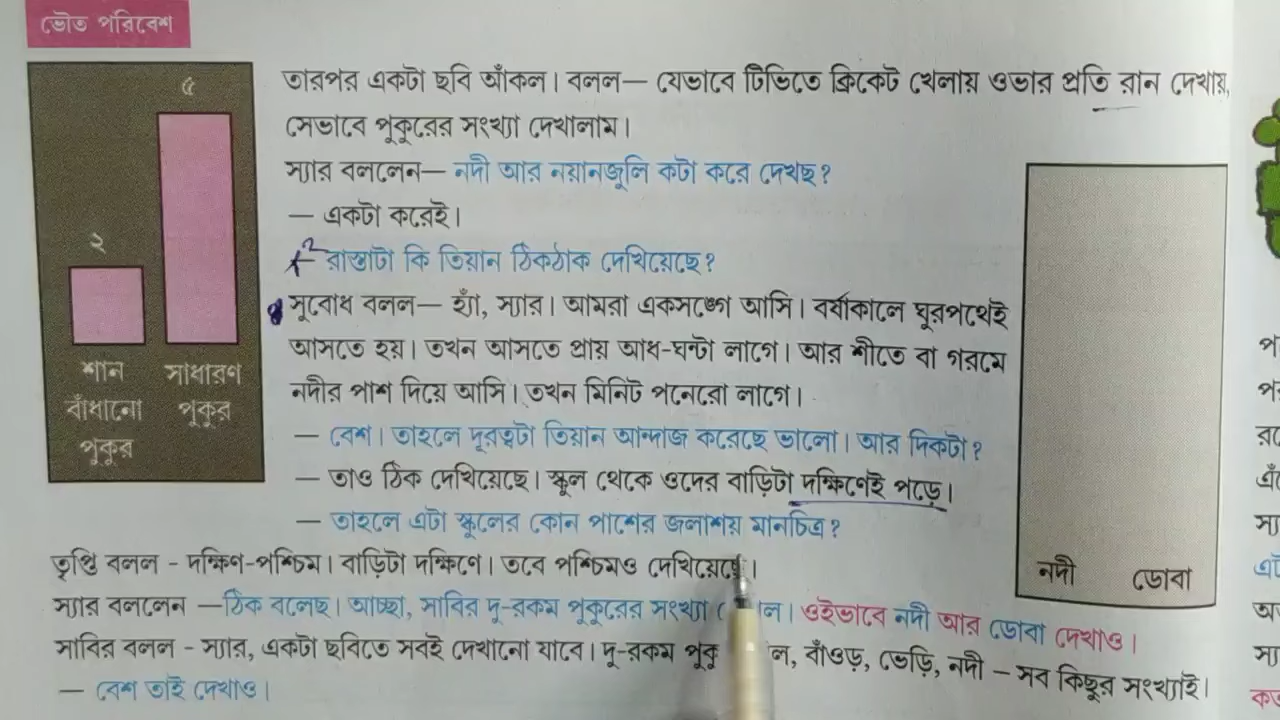 ভৌত পরিবেশ
তারপর একটা ছবি আঁকল। বলল— যেভাবে টিভিতে ক্রিকেট খেলায় ওভার প্রতি রান দেখায়,
সেভাবে পুকুরের সংখ্যা দেখালাম।
স্যার বললেন— নদী আর নয়ানজুলি কটা করে দেখছ?
— একটা করেই।
— রাস্তাটা কি তিয়ান ঠিকঠাক দেখিয়েছে?
সুবোধ বলল— হ্যাঁ, স্যার। আমরা একসঙ্গে আসি। বর্ষাকালে ঘুরপথেই
আসতে হয়। তখন আসতে প্রায় আধ-ঘন্টা লাগে। আর শীতে বা গরমে
নদীর পাশ দিয়ে আসি। তখন মিনিট পনেরো লাগে।
— বেশ। তাহলে দূরত্বটা তিয়ান আন্দাজ করেছে ভালো। আর দিকটা?
— তাও ঠিক দেখিয়েছে। স্কুল থেকে ওদের বাড়িটা দক্ষিণেই পড়ে।
— তাহলে এটা স্কুলের কোন পাশের জলাশয় মানচিত্র?
তৃপ্তি বলল - দক্ষিণ-পশ্চিম। বাড়িটা দক্ষিণে। তবে পশ্চিমও দেখিয়েছে।
স্যার বললেন —ঠিক বলেছ। আচ্ছা, সাবির দু-রকম পুকুরের সংখ্যা ওইভাবে নদী আর ডোবা দেখাও।
সাবির বলল - স্যার, একটা ছবিতে সবই দেখানো যাবে। দু-রকম বাঁওড়, ভেড়ি, নদী — সব কিছুর সংখ্যাই।
— বেশ তাই দেখাও।
৫
২
শান সাধারণ
বাঁধানো পুকুর
পুকুর
নদী ডোবা